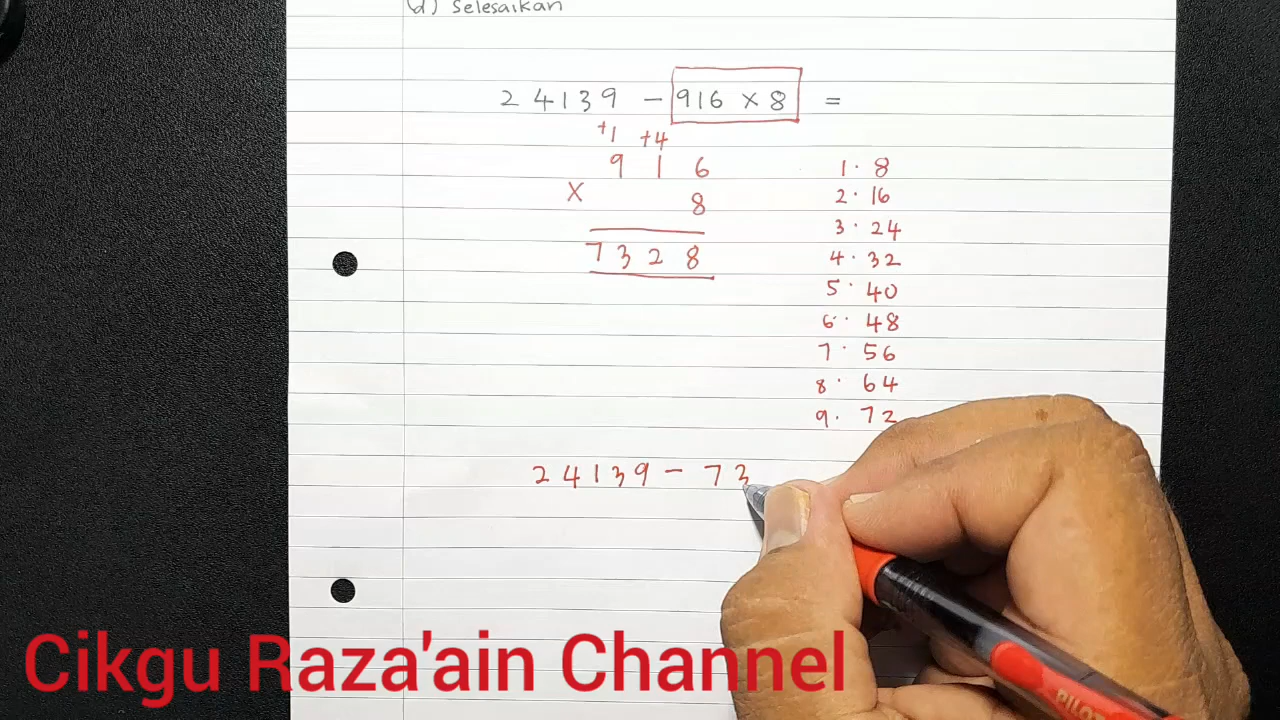 (d) Selesaikan
24139 - 916 × 8 =
+1 +4
9 1 6
× 8
7 3 2 8
1. 8
2. 16
3. 24
4. 32
5. 40
6. 48
7. 56
8. 64
9. 72
24139 - 73
Cikgu Raza'ain Channel